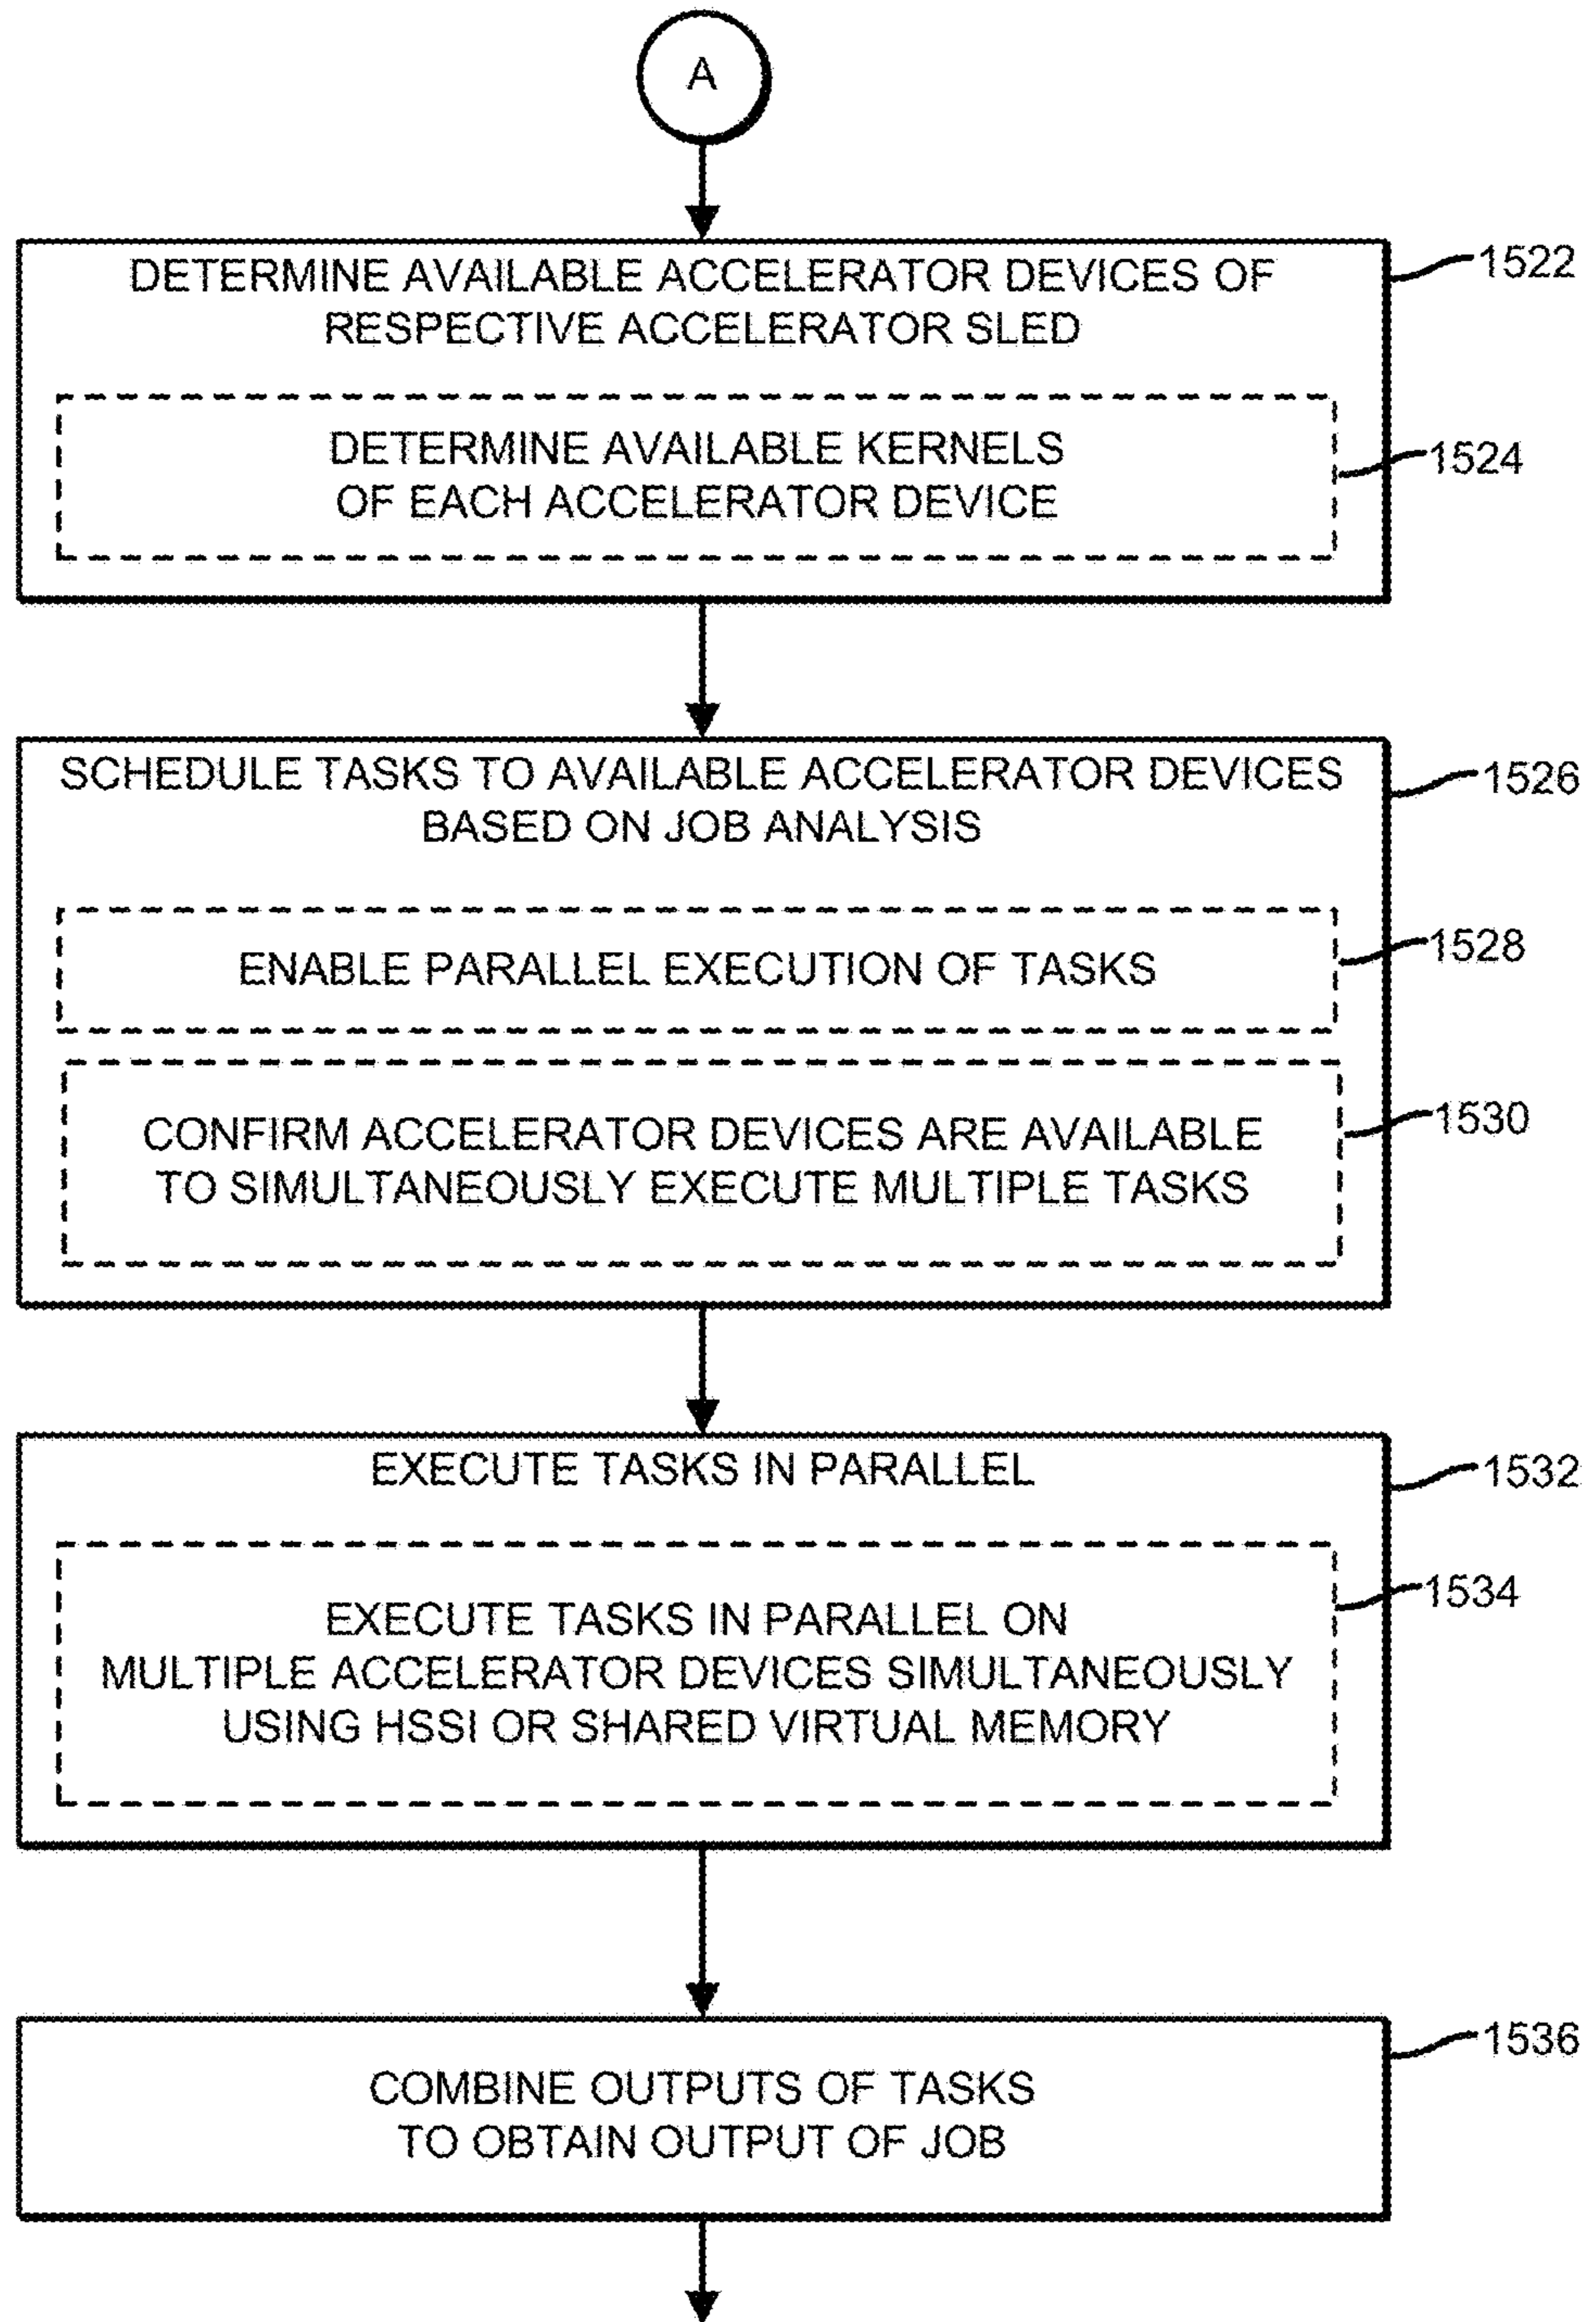 A
DETERMINE AVAILABLE ACCELERATOR DEVICES OF
RESPECTIVE ACCELERATOR SLED
1522
DETERMINE AVAILABLE KERNELS
OF EACH ACCELERATOR DEVICE
1524
SCHEDULE TASKS TO AVAILABLE ACCELERATOR DEVICES
BASED ON JOB ANALYSIS
1526
ENABLE PARALLEL EXECUTION OF TASKS
1528
CONFIRM ACCELERATOR DEVICES ARE AVAILABLE
TO SIMULTANEOUSLY EXECUTE MULTIPLE TASKS
1530
EXECUTE TASKS IN PARALLEL
1532
EXECUTE TASKS IN PARALLEL ON
MULTIPLE ACCELERATOR DEVICES SIMULTANEOUSLY
USING HSSI OR SHARED VIRTUAL MEMORY
1534
COMBINE OUTPUTS OF TASKS
TO OBTAIN OUTPUT OF JOB
1536